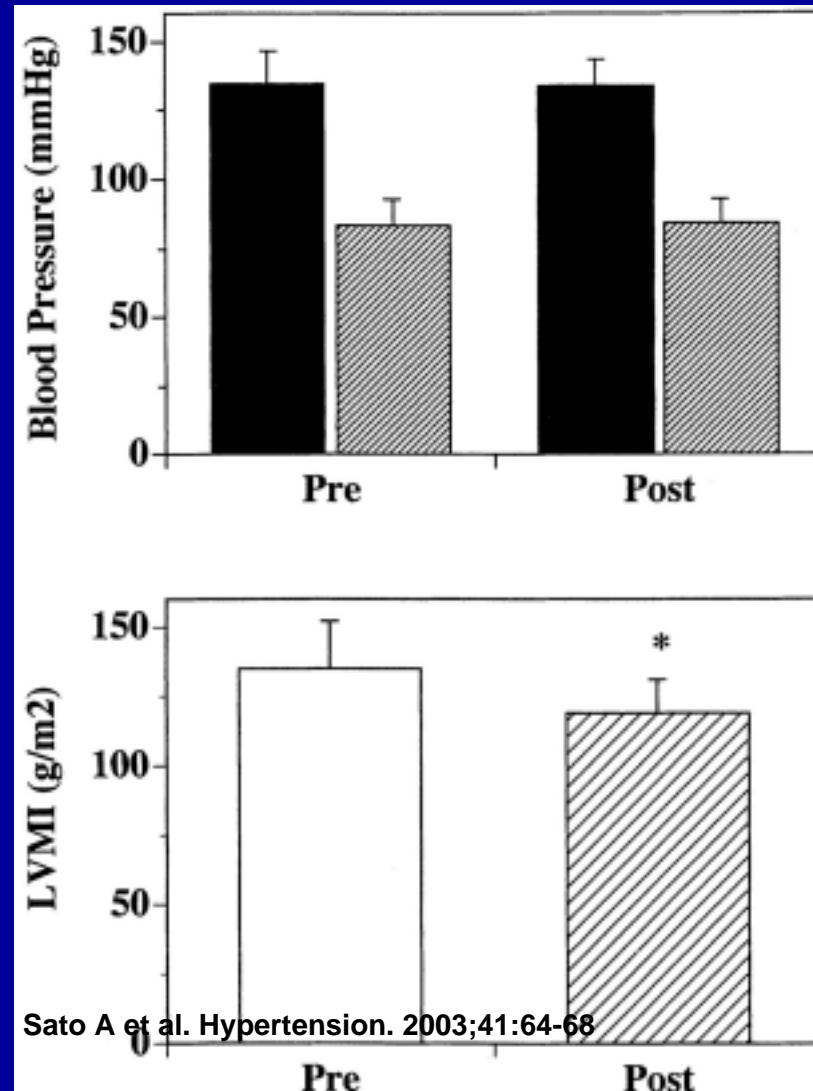 Blood Pressure (mmHg)
150
100
50
0
Pre Post
LVMI (g/m2)
150
*
100
50
0
Sato A et al. Hypertension. 2003;41:64-68
Pre Post